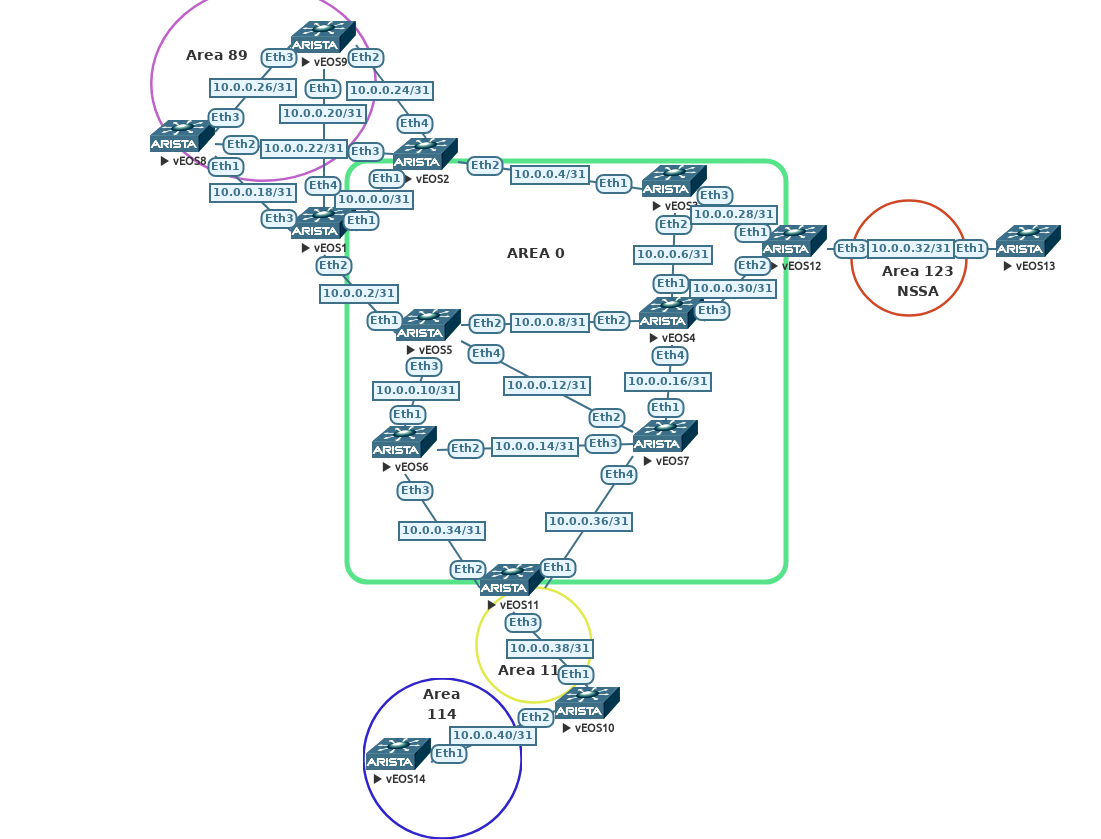 ARISTA
▶ vEOS9
Area 89
Eth3
Eth2
10.0.0.26/31
Eth1
10.0.0.24/31
10.0.0.20/31
Eth3
Eth4
ARISTA
▶ vEOS8
Eth2
10.0.0.22/31
Eth3
ARISTA
▶ vEOS2
Eth1
10.0.0.18/31
Eth4
Eth1
10.0.0.0/31
Eth3
ARISTA
▶ vEOS1
Eth1
Eth2
Eth2
10.0.0.4/31
Eth1
ARISTA
Eth3
10.0.0.28/31
Eth2
Eth1
AREA 0
10.0.0.6/31
ARISTA
▶ vEOS12
Eth2
Eth3
10.0.0.32/31
Eth1
ARISTA
▶ vEOS13
Area 123
NSSA
Eth1
10.0.0.30/31
10.0.0.2/31
Eth1
ARISTA
▶ vEOS5
Eth2
10.0.0.8/31
Eth2
ARISTA
▶ vEOS4
Eth3
Eth4
Eth4
Eth3
10.0.0.10/31
10.0.0.12/31
10.0.0.16/31
Eth1
Eth2
Eth1
ARISTA
▶ vEOS6
Eth2
10.0.0.14/31
Eth3
ARISTA
▶ vEOS7
Eth3
Eth4
10.0.0.34/31
10.0.0.36/31
Eth2
Eth1
ARISTA
▶ vEOS11
Eth3
10.0.0.38/31
Area 11
Eth1
ARISTA
▶ vEOS10
Area
114
Eth2
10.0.0.40/31
Eth1
ARISTA
▶ vEOS14